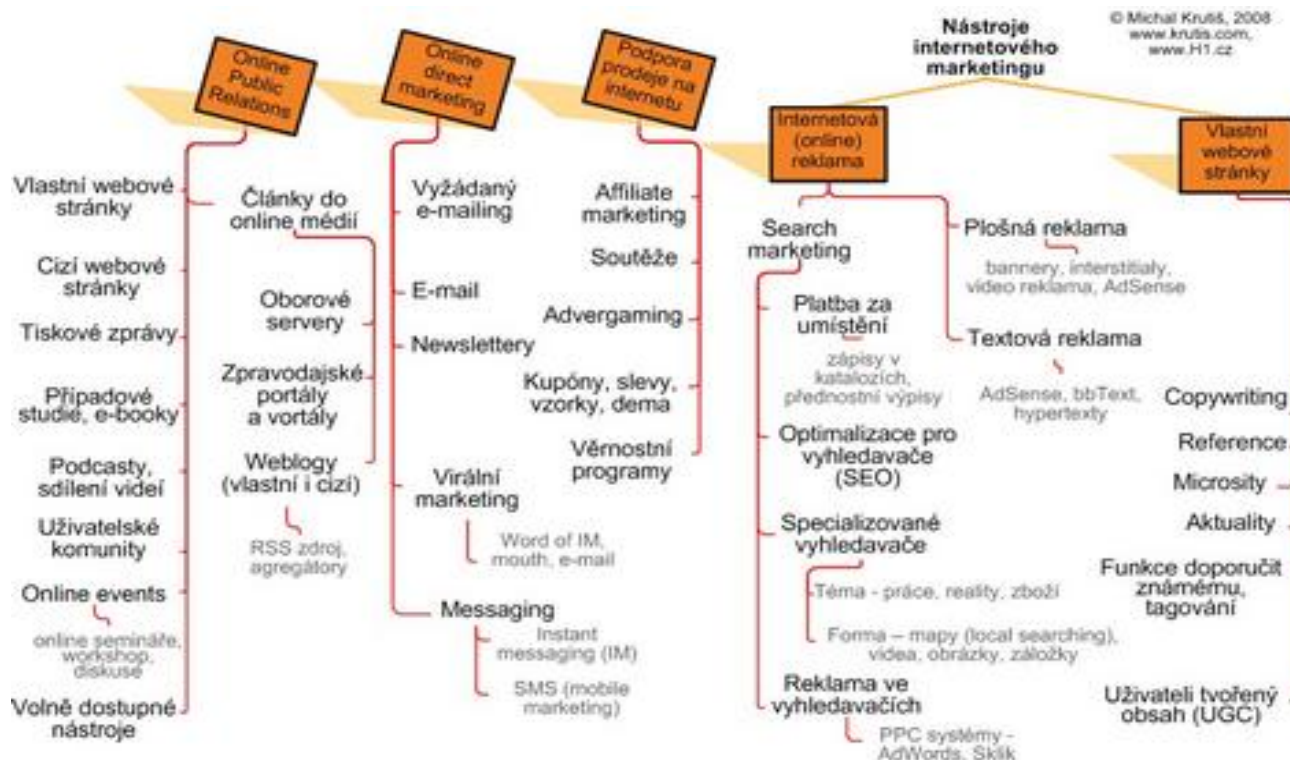 Nástroje
internetového
marketingu
© Michal Krutiš, 2008
www.krutis.com,
www.H1.cz
Online
Public
Relations
Vlastní webové
stránky
Cizí webové
stránky
Tiskové zprávy
Případové
studie, e-booky
Podcasty,
sdílení videí
Uživatelské
komunity
Online events
online semináře,
workshop,
diskuse
Volně dostupné
nástroje
Články do
online médií
Oborové
servery
Zpravodajské
portály
a vortály
Weblogy
(vlastní i cizí)
RSS zdroj,
agregátory
Online
direct
marketing
Vyžádaný
e-mailing
E-mail
Newslettery
Virální
marketing
Word of IM,
mouth, e-mail
Messaging
Instant
messaging (IM)
SMS (mobile
marketing)
Podpora
prodeje na
internetu
Affiliate
marketing
Soutěže
Advergaming
Kupóny, slevy,
vzorky, dema
Věrnostní
programy
Internetová
(online)
reklama
Search
marketing
Platba za
umístění
zápisy v
katalozích,
přednostní výpisy
Optimalizace pro
vyhledavače
(SEO)
Specializované
vyhledavače
Téma - práce, reality, zboží
Forma – mapy (local searching),
videa, obrázky, záložky
Reklama ve
vyhledavačích
PPC systémy -
AdWords, Sklik
Plošná reklama
bannery, interstitialy,
video reklama, AdSense
Textová reklama
AdSense, bbText,
hypertexty
Vlastní
webové
stránky
Copywriting
Reference
Microsity
Aktuality
Funkce doporučit
známému,
tagování
Uživateli tvořený
obsah (UGC)